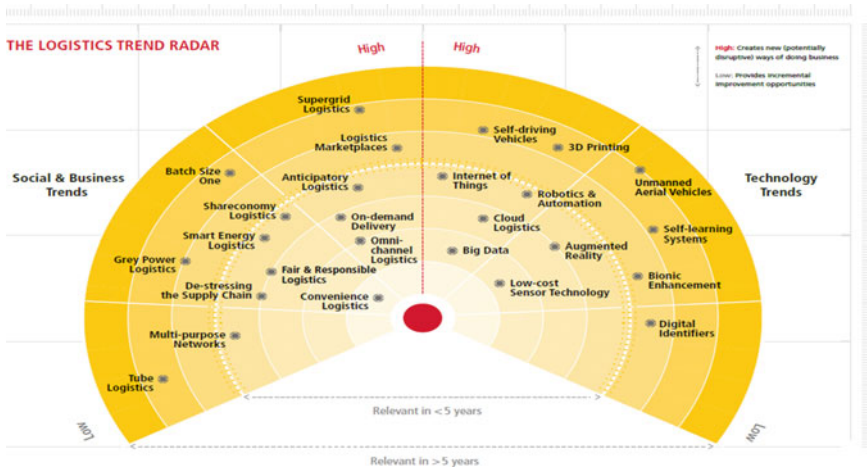 THE LOGISTICS TREND RADAR
High
High
High: Creates new (potentially
disruptive) ways of doing business
Low: Provides incremental
improvement opportunities
Social & Business
Trends
Technology
Trends
Supergrid
Logistics
Logistics
Marketplaces
Batch Size
One
Anticipatory
Logistics
Shareconomy
Logistics
On-demand
Delivery
Smart Energy
Logistics
Omni-
channel
Logistics
Grey Power
Logistics
Fair & Responsible
Logistics
De-stressing
the Supply Chain
Convenience
Logistics
Multi-purpose
Networks
Tube
Logistics
Self-driving
Vehicles
3D Printing
Internet of
Things
Unmanned
Aerial Vehicles
Robotics &
Automation
Cloud
Logistics
Self-learning
Systems
Big Data
Augmented
Reality
Bionic
Enhancement
Low-cost
Sensor Technology
Digital
Identifiers
Low
Low
Relevant in < 5 years
Relevant in > 5 years